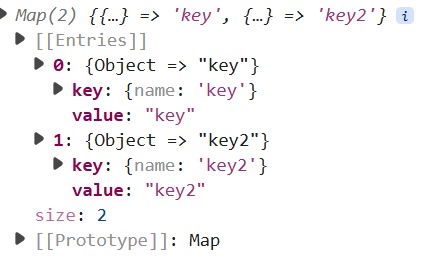 Map(2) {{…} => 'key', {…} => 'key2'} i
[[Entries]]
0: {Object => "key"}
key: {name: 'key'}
value: "key"
1: {Object => "key2"}
key: {name: 'key2'}
value: "key2"
size: 2
[[Prototype]]: Map